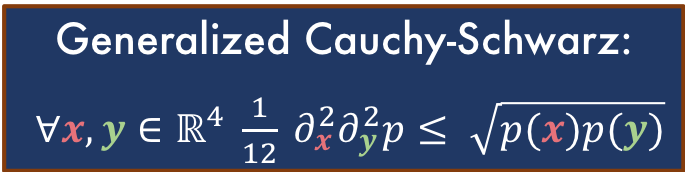 Generalized Cauchy-Schwarz:
∀x, y ∈ ℝ⁴ 1/12 ∂²ₓ∂²ᵧp ≤ √p(x)p(y)